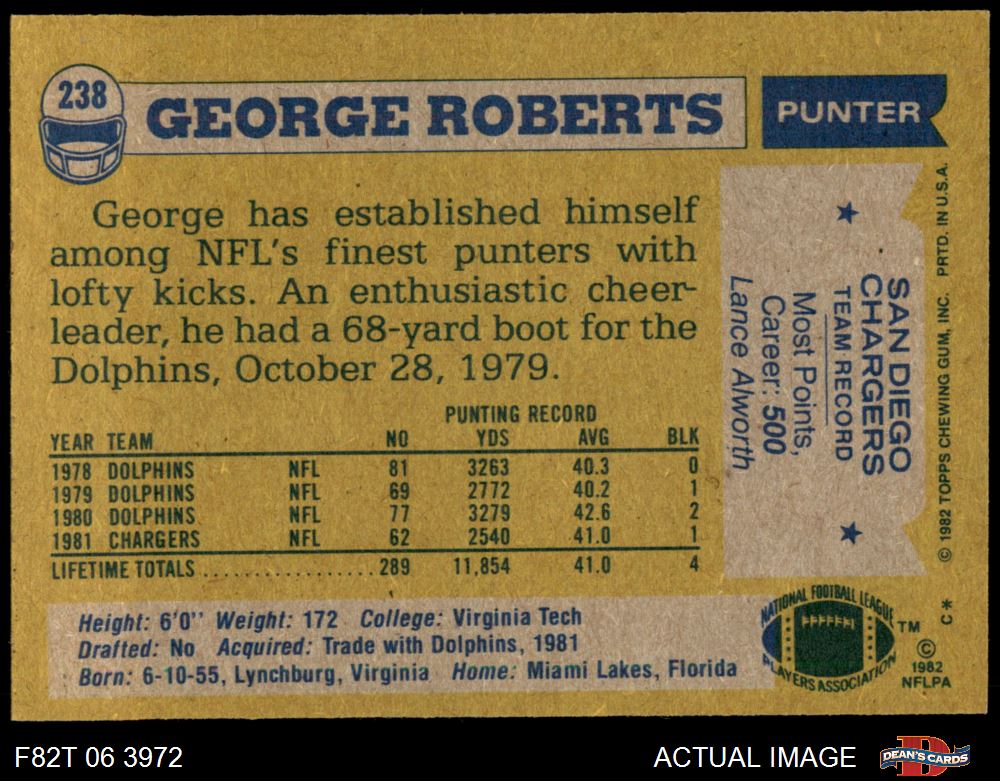 238
GEORGE ROBERTS
PUNTER
George has established himself
among NFL's finest punters with
lofty kicks. An enthusiastic cheer-
leader, he had a 68-yard boot for the
Dolphins, October 28, 1979.
PUNTING RECORD
YEAR TEAM NO YDS AVG BLK
1978 DOLPHINS NFL 81 3263 40.3 0
1979 DOLPHINS NFL 69 2772 40.2 1
1980 DOLPHINS NFL 77 3279 42.6 2
1981 CHARGERS NFL 62 2540 41.0 1
LIFETIME TOTALS ................. 289 11,854 41.0 4
Height: 6'0'' Weight: 172 College: Virginia Tech
Drafted: No Acquired: Trade with Dolphins, 1981
Born: 6-10-55, Lynchburg, Virginia Home: Miami Lakes, Florida
SAN DIEGO
CHARGERS
TEAM RECORD
Most Points,
Career: 500
Lance Alworth
© 1982 TOPPS CHEWING GUM, INC. PRTD. IN U.S.A.
C*
NATIONAL FOOTBALL LEAGUE
PLAYERS ASSOCIATION
TM
©
1982
NFLPA
F82T 06 3972
ACTUAL IMAGE
DEAN'S CARDS